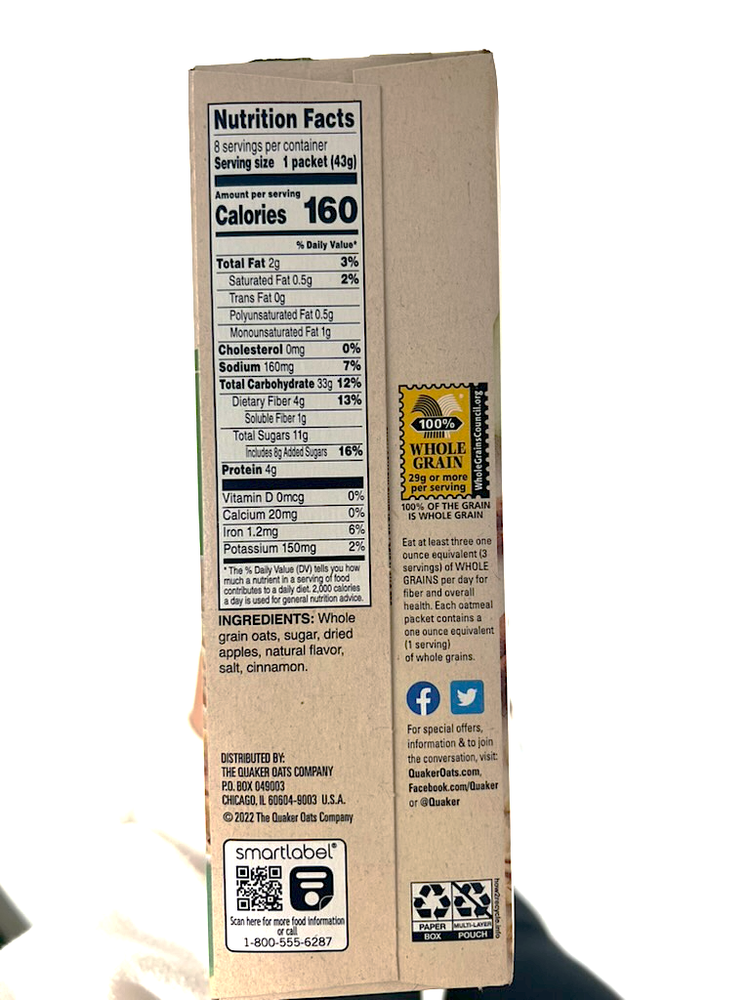 Nutrition Facts
8 servings per container
Serving size 1 packet (43g)
Amount per serving
Calories 160
% Daily Value*
Total Fat 2g 3%
Saturated Fat 0.5g 2%
Trans Fat 0g
Polyunsaturated Fat 0.5g
Monounsaturated Fat 1g
Cholesterol 0mg 0%
Sodium 160mg 7%
Total Carbohydrate 33g 12%
Dietary Fiber 4g 13%
Soluble Fiber 1g
Total Sugars 11g
Includes 8g Added Sugars 16%
Protein 4g
Vitamin D 0mcg 0%
Calcium 20mg 0%
Iron 1.2mg 6%
Potassium 150mg 2%
* The % Daily Value (DV) tells you how
much a nutrient in a serving of food
contributes to a daily diet. 2,000 calories
a day is used for general nutrition advice.
INGREDIENTS: Whole
grain oats, sugar, dried
apples, natural flavor,
salt, cinnamon.
DISTRIBUTED BY:
THE QUAKER OATS COMPANY
P.O. BOX 049003
CHICAGO, IL 60604-9003 U.S.A.
© 2022 The Quaker Oats Company
smartlabel®
Scan here for more food information
or call
1-800-555-6287
100%
WHOLE
GRAIN
29g or more
per serving
WholeGrainsCouncil.org
100% OF THE GRAIN
IS WHOLE GRAIN
Eat at least three one
ounce equivalent (3
servings) of WHOLE
GRAINS per day for
fiber and overall
health. Each oatmeal
packet contains a
one ounce equivalent
(1 serving)
of whole grains.
For special offers,
information & to join
the conversation, visit:
QuakerOats.com,
Facebook.com/Quaker
or @Quaker
PAPER
BOX
MULTI-LAYER
POUCH
how2recycle.info